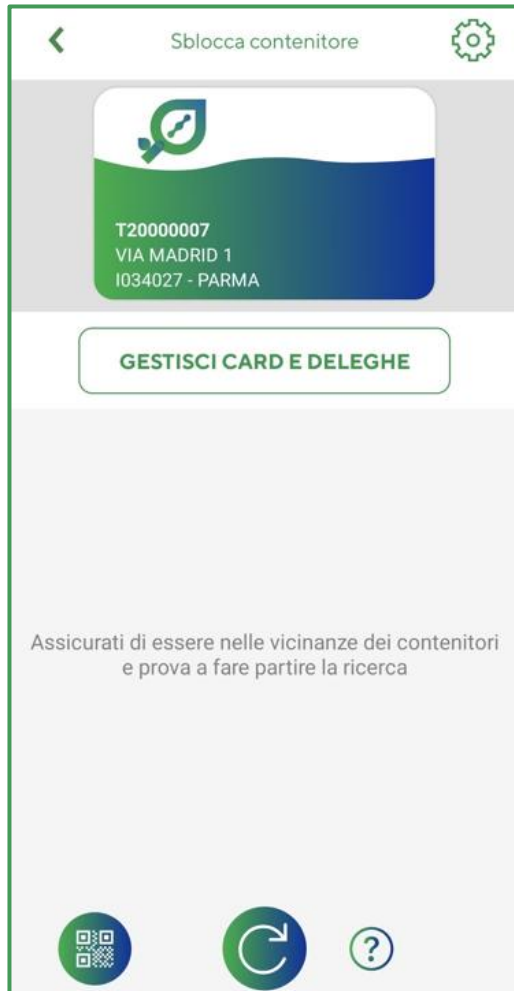 Sblocca contenitore
T20000007
VIA MADRID 1
I034027 - PARMA
GESTISCI CARD E DELEGHE
Assicurati di essere nelle vicinanze dei contenitori
e prova a fare partire la ricerca
?